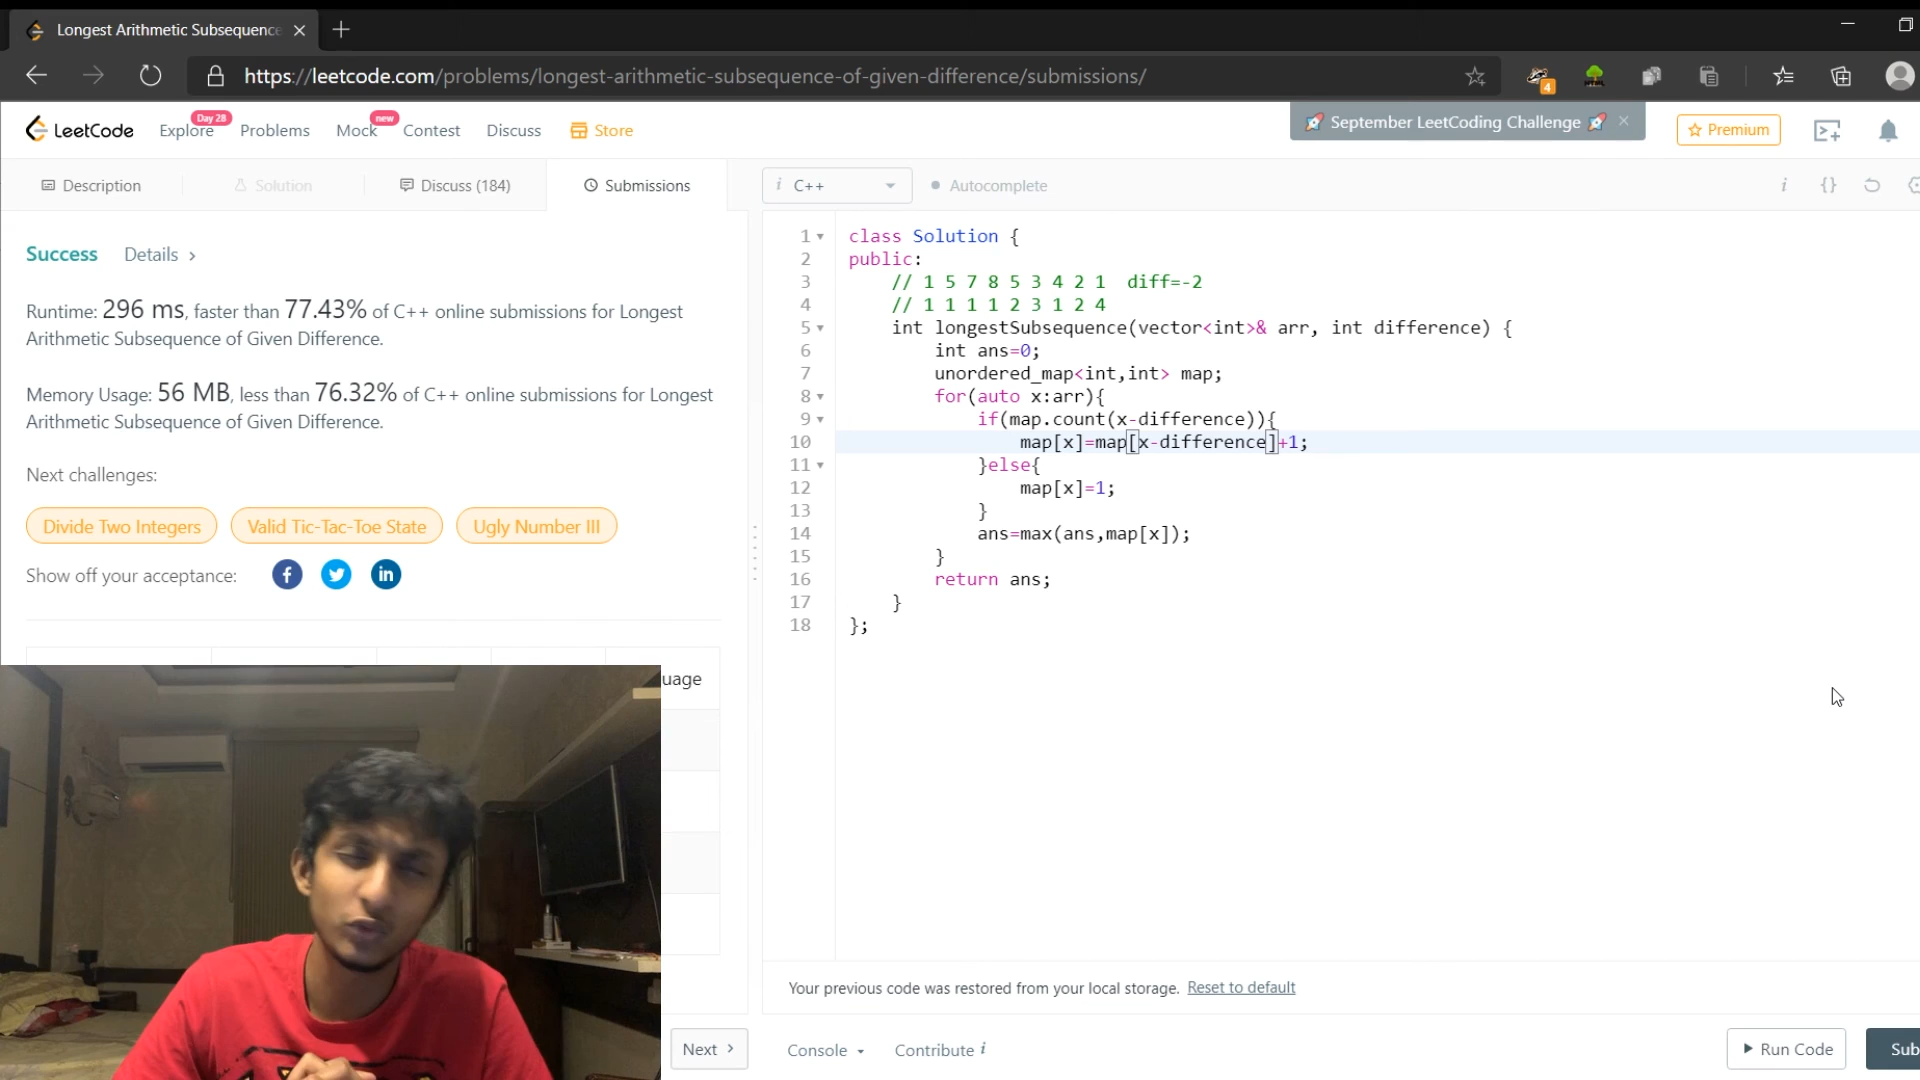 Longest Arithmetic Subsequence
https://leetcode.com/problems/longest-arithmetic-subsequence-of-given-difference/submissions/
4
LeetCode
Explore
Day 28
Problems
Mock
new
Contest
Discuss
Store
September LeetCoding Challenge
Premium
Description
Solution
Discuss (184)
Submissions
i C++
Autocomplete
i {}
Success Details >
Runtime: 296 ms, faster than 77.43% of C++ online submissions for Longest
Arithmetic Subsequence of Given Difference.
Memory Usage: 56 MB, less than 76.32% of C++ online submissions for Longest
Arithmetic Subsequence of Given Difference.
Next challenges:
Divide Two Integers
Valid Tic-Tac-Toe State
Ugly Number III
Show off your acceptance:
uage
1 class Solution {
2 public:
3 // 1 5 7 8 5 3 4 2 1 diff=-2
4 // 1 1 1 1 2 3 1 2 4
5 int longestSubsequence(vector<int>& arr, int difference) {
6 int ans=0;
7 unordered_map<int,int> map;
8 for(auto x:arr){
9 if(map.count(x-difference)){
10 map[x]=map[x-difference]+1;
11 }else{
12 map[x]=1;
13 }
14 ans=max(ans,map[x]);
15 }
16 return ans;
17 }
18 };
Your previous code was restored from your local storage. Reset to default
Next >
Console
Contribute i
Run Code
Sub